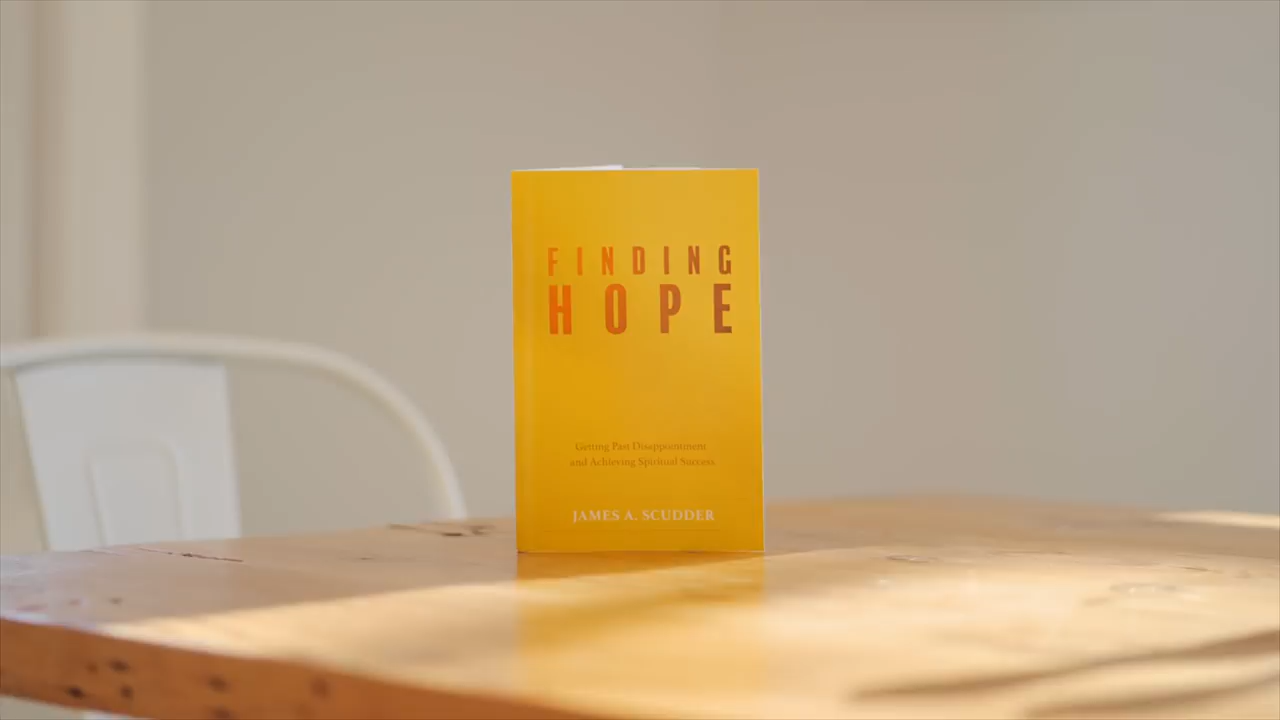 FINDING
HOPE
Getting Past Disappointment
and Achieving Spiritual Success
JAMES A. SCUDDER